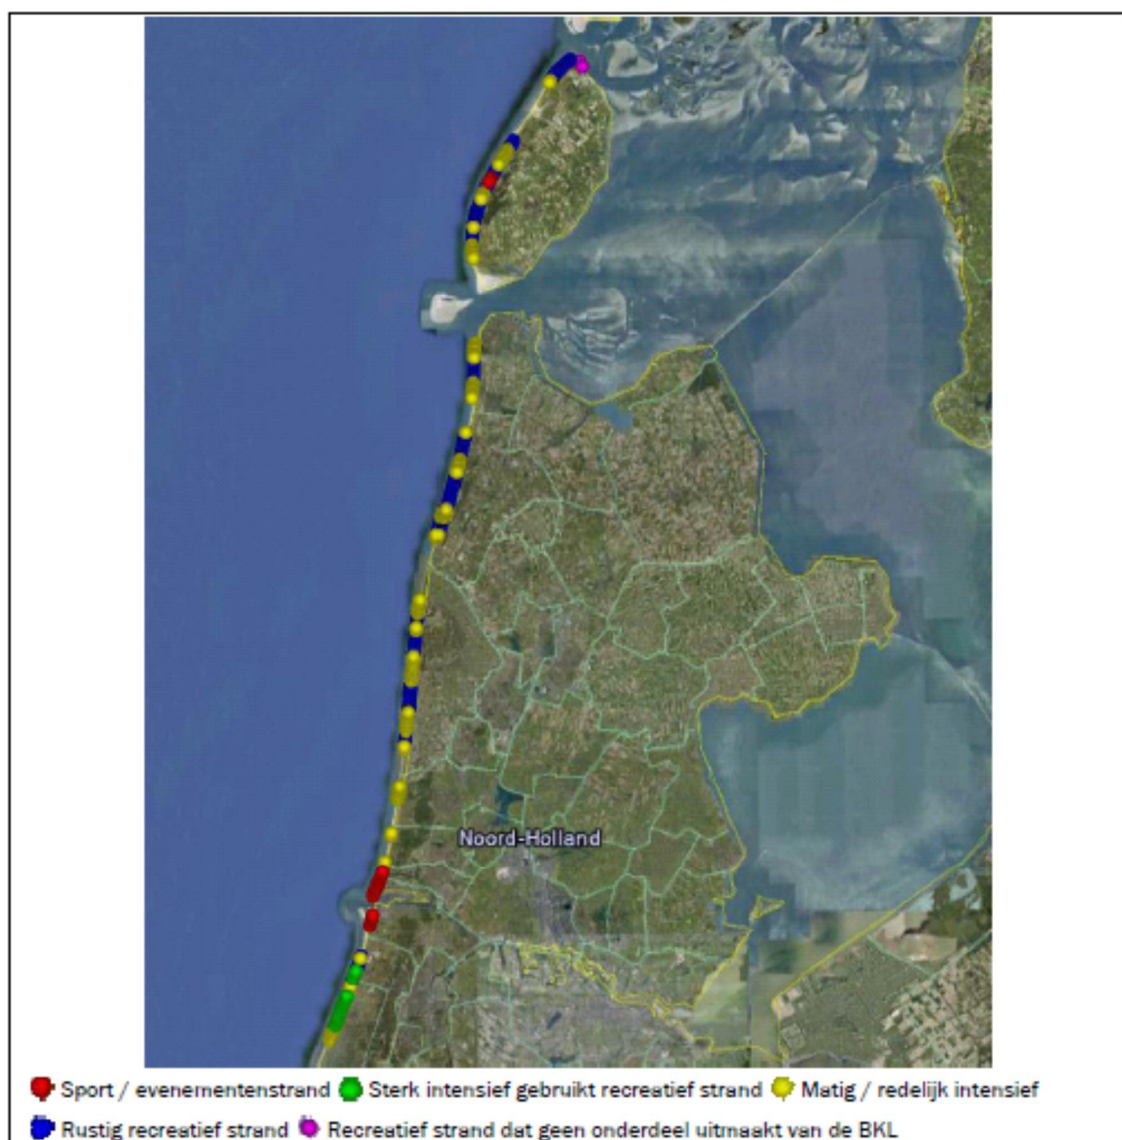 Noord-Holland
Sport / evenementenstrand Sterk intensief gebruikt recreatief strand Matig / redelijk intensief
Rustig recreatief strand Recreatief strand dat geen onderdeel uitmaakt van de BKL